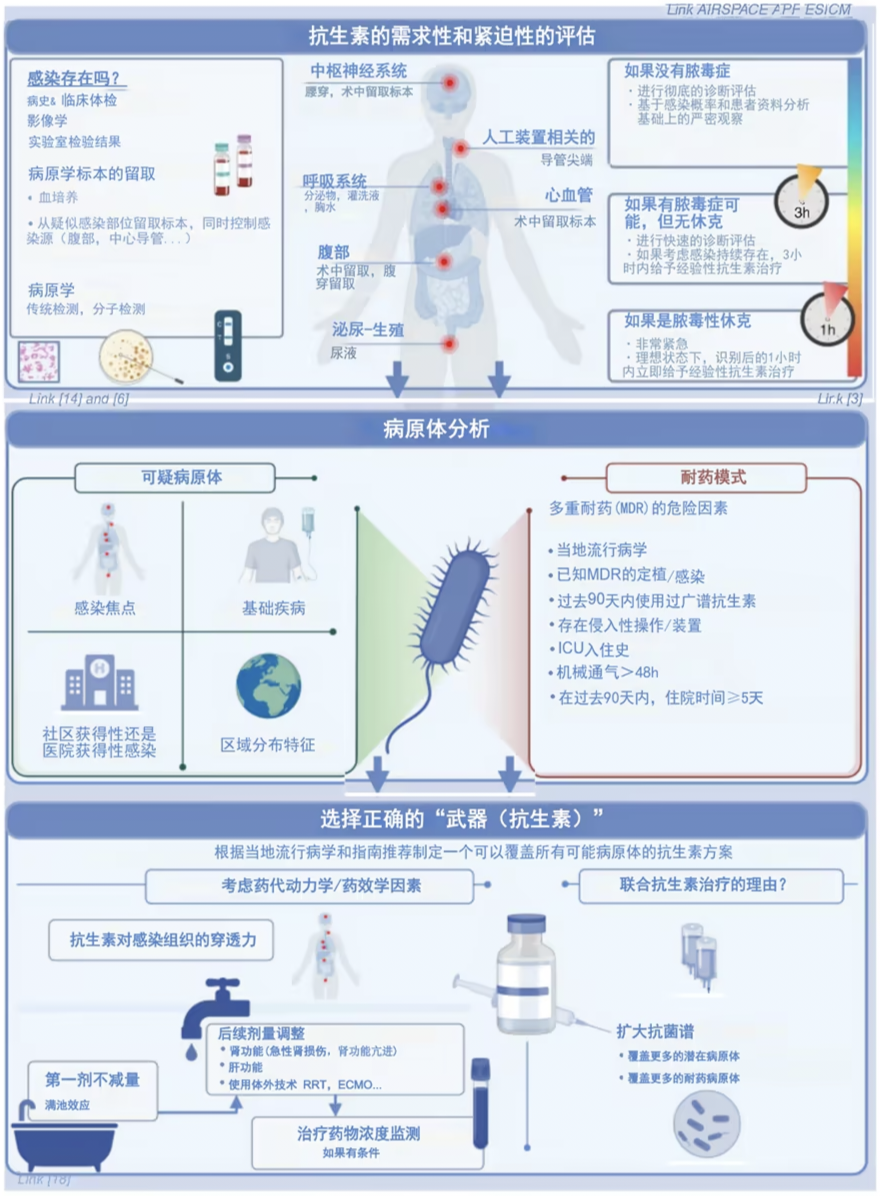 Link AIRSPACE APF ESICM
抗生素的需求性和紧迫性的评估
感染存在吗？
病史& 临床体检
影像学
实验室检验结果
病原学标本的留取
• 血培养
• 从疑似感染部位留取标本，同时控制感
染源（腹部，中心导管...）
病原学
传统检测，分子检测
C
T
S
中枢神经系统
腰穿，术中留取标本
人工装置相关的
导管尖端
呼吸系统
分泌物，灌洗液
，胸水
心血管
术中留取标本
腹部
术中留取，腹
穿留取
泌尿-生殖
尿液
如果没有脓毒症
· 进行彻底的诊断评估
· 基于感染概率和患者资料分析
基础上的严密观察
3h
如果有脓毒症可
能，但无休克
· 进行快速的诊断评估
· 如果考虑感染持续存在，3小
时内给予经验性抗生素治疗
1h
如果是脓毒性休克
· 非常紧急
· 理想状态下，识别后的1小时
内立即给予经验性抗生素治疗
Link [14] and [6]
Link [3]
病原体分析
可疑病原体
感染焦点
基础疾病
H
社区获得性还是
医院获得性感染
区域分布特征
耐药模式
多重耐药(MDR)的危险因素
• 当地流行病学
• 已知MDR的定植/感染
• 过去90天内使用过广谱抗生素
• 存在侵入性操作/装置
• ICU入住史
• 机械通气＞48h
• 在过去90天内，住院时间≥5天
选择正确的“武器（抗生素）”
根据当地流行病学和指南推荐制定一个可以覆盖所有可能病原体的抗生素方案
考虑药代动力学/药效学因素
联合抗生素治疗的理由？
抗生素对感染组织的穿透力
后续剂量调整
• 肾功能(急性肾损伤，肾功能亢进)
• 肝功能
• 使用体外技术 RRT，ECMO...
第一剂不减量
满池效应
治疗药物浓度监测
如果有条件
扩大抗菌谱
• 覆盖更多的潜在病原体
• 覆盖更多的耐药病原体
Link [18]